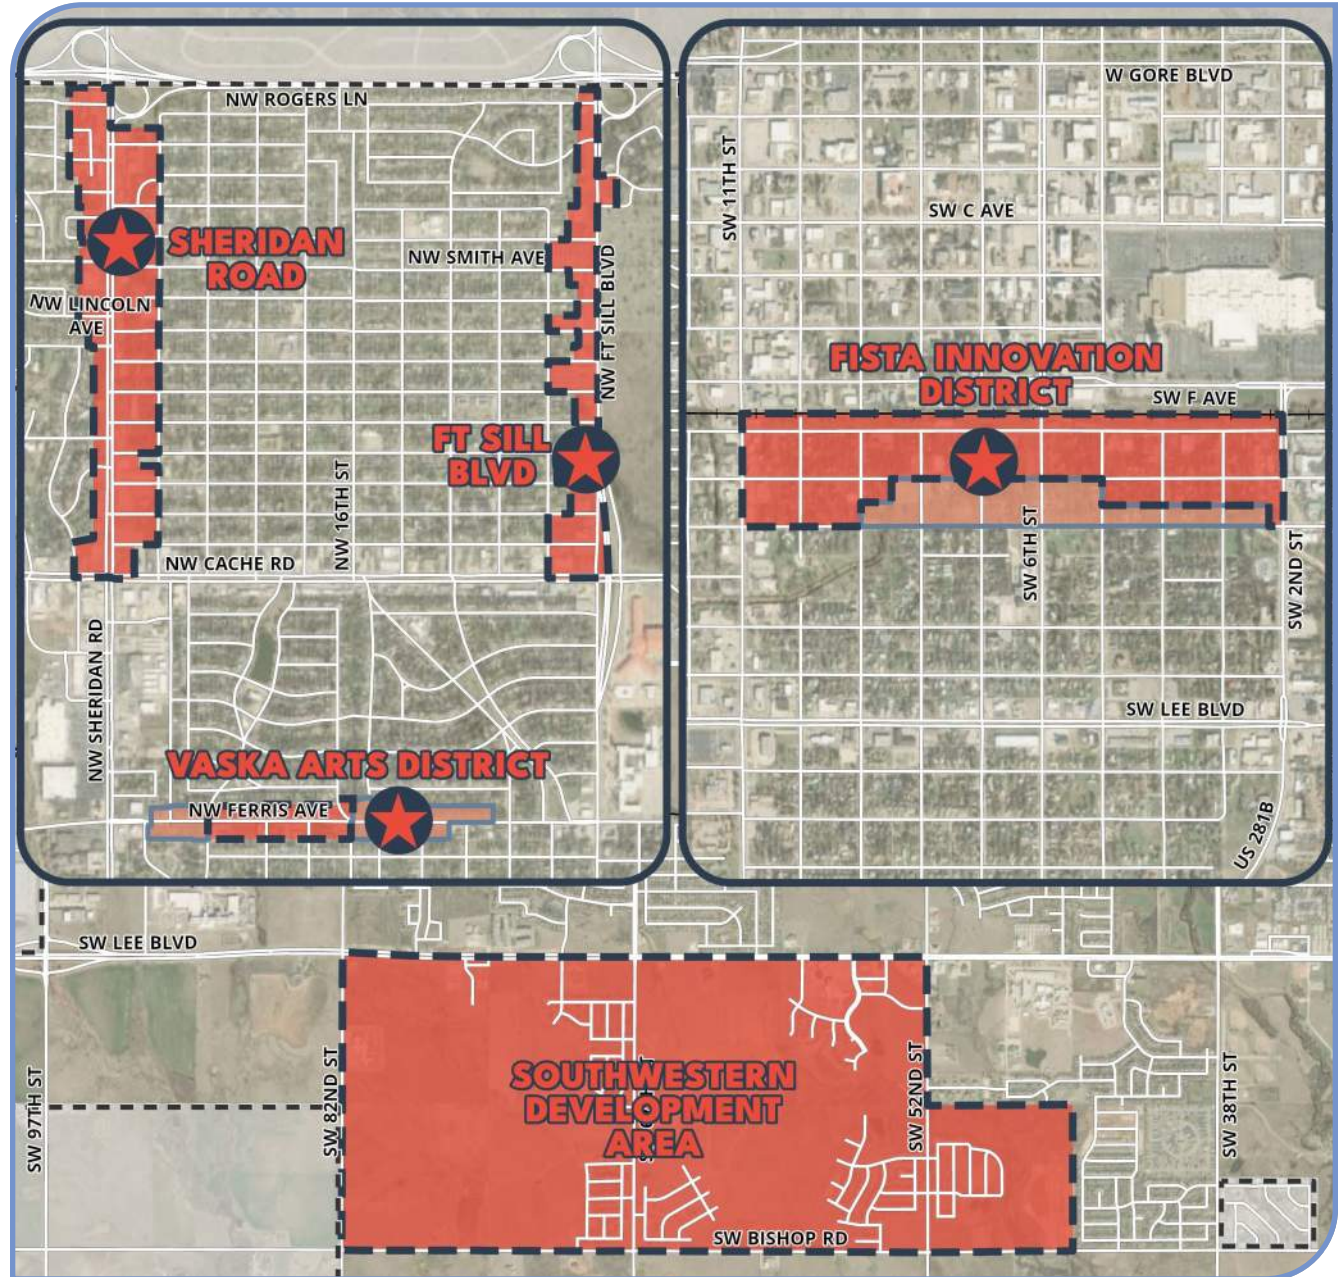 NW ROGERS LN
SHERIDAN
ROAD
NW SMITH AVE
NW FT SILL BLVD
NW LINCOLN
AVE
FT SILL
BLVD
NW 16TH ST
NW CACHE RD
NW SHERIDAN RD
VASKA ARTS DISTRICT
NW FERRIS AVE
W GORE BLVD
SW 11TH ST
SW C AVE
FISTA INNOVATION
DISTRICT
SW F AVE
SW 6TH ST
SW 2ND ST
SW LEE BLVD
US 281B
SW LEE BLVD
SW 97TH ST
SW 82ND ST
SOUTHWESTERN
DEVELOPMENT
AREA
SW 52ND ST
SW 38TH ST
SW BISHOP RD